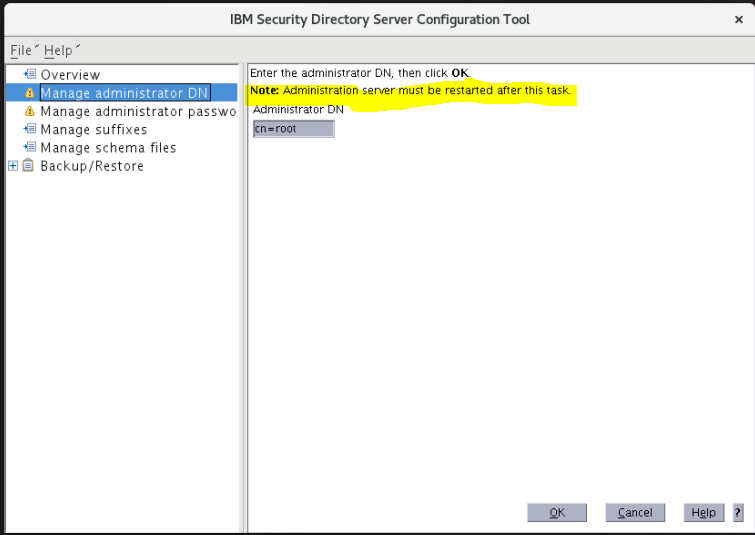 IBM Security Directory Server Configuration Tool
File Help
Overview
Manage administrator DN
Manage administrator passwo
Manage suffixes
Manage schema files
Backup/Restore
Enter the administrator DN, then click OK.
Note: Administration server must be restarted after this task.
Administrator DN
cn=root
OK Cancel Help ?